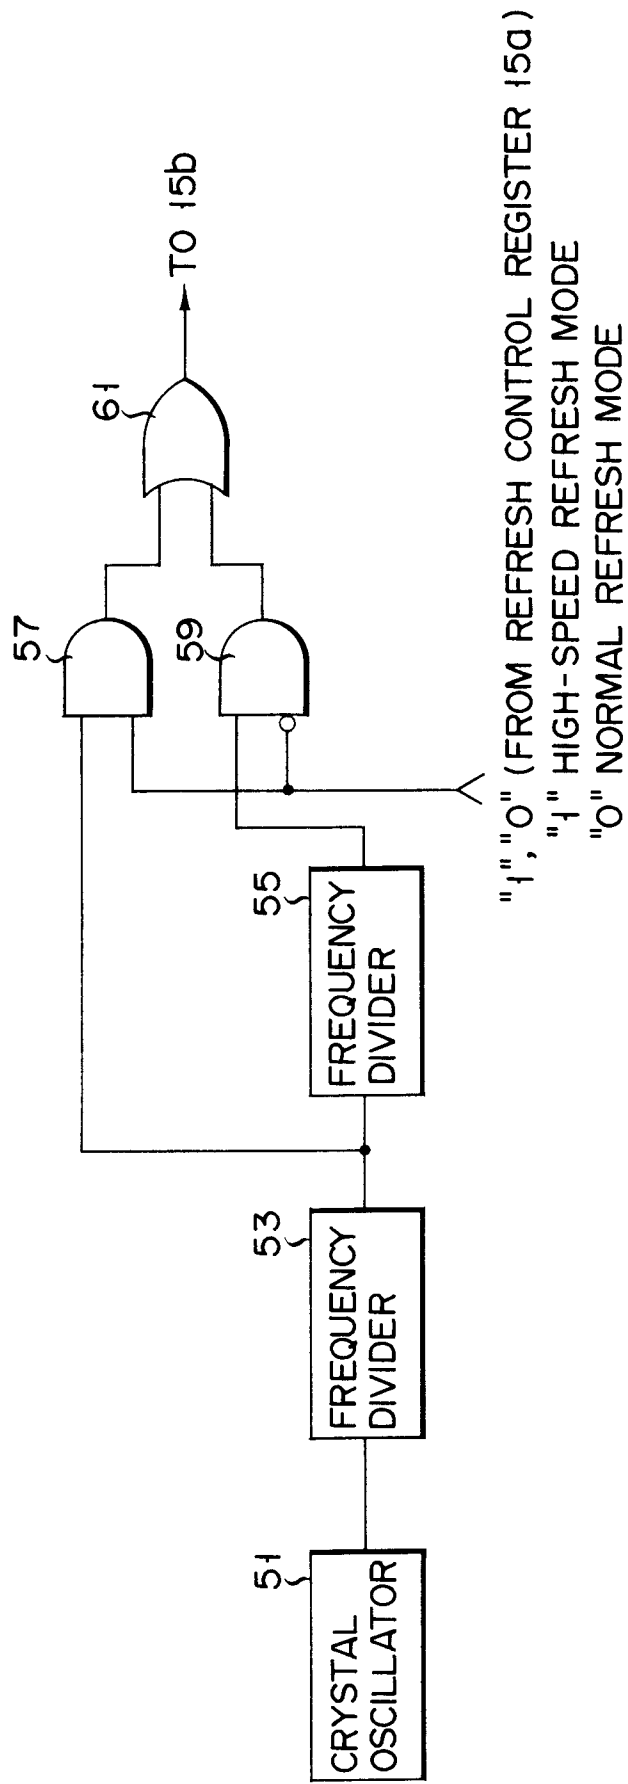 51
CRYSTAL
OSCILLATOR
53
FREQUENCY
DIVIDER
55
FREQUENCY
DIVIDER
57
59
61
TO 15b
"1", "0" (FROM REFRESH CONTROL REGISTER 15a)
"1" HIGH-SPEED REFRESH MODE
"0" NORMAL REFRESH MODE